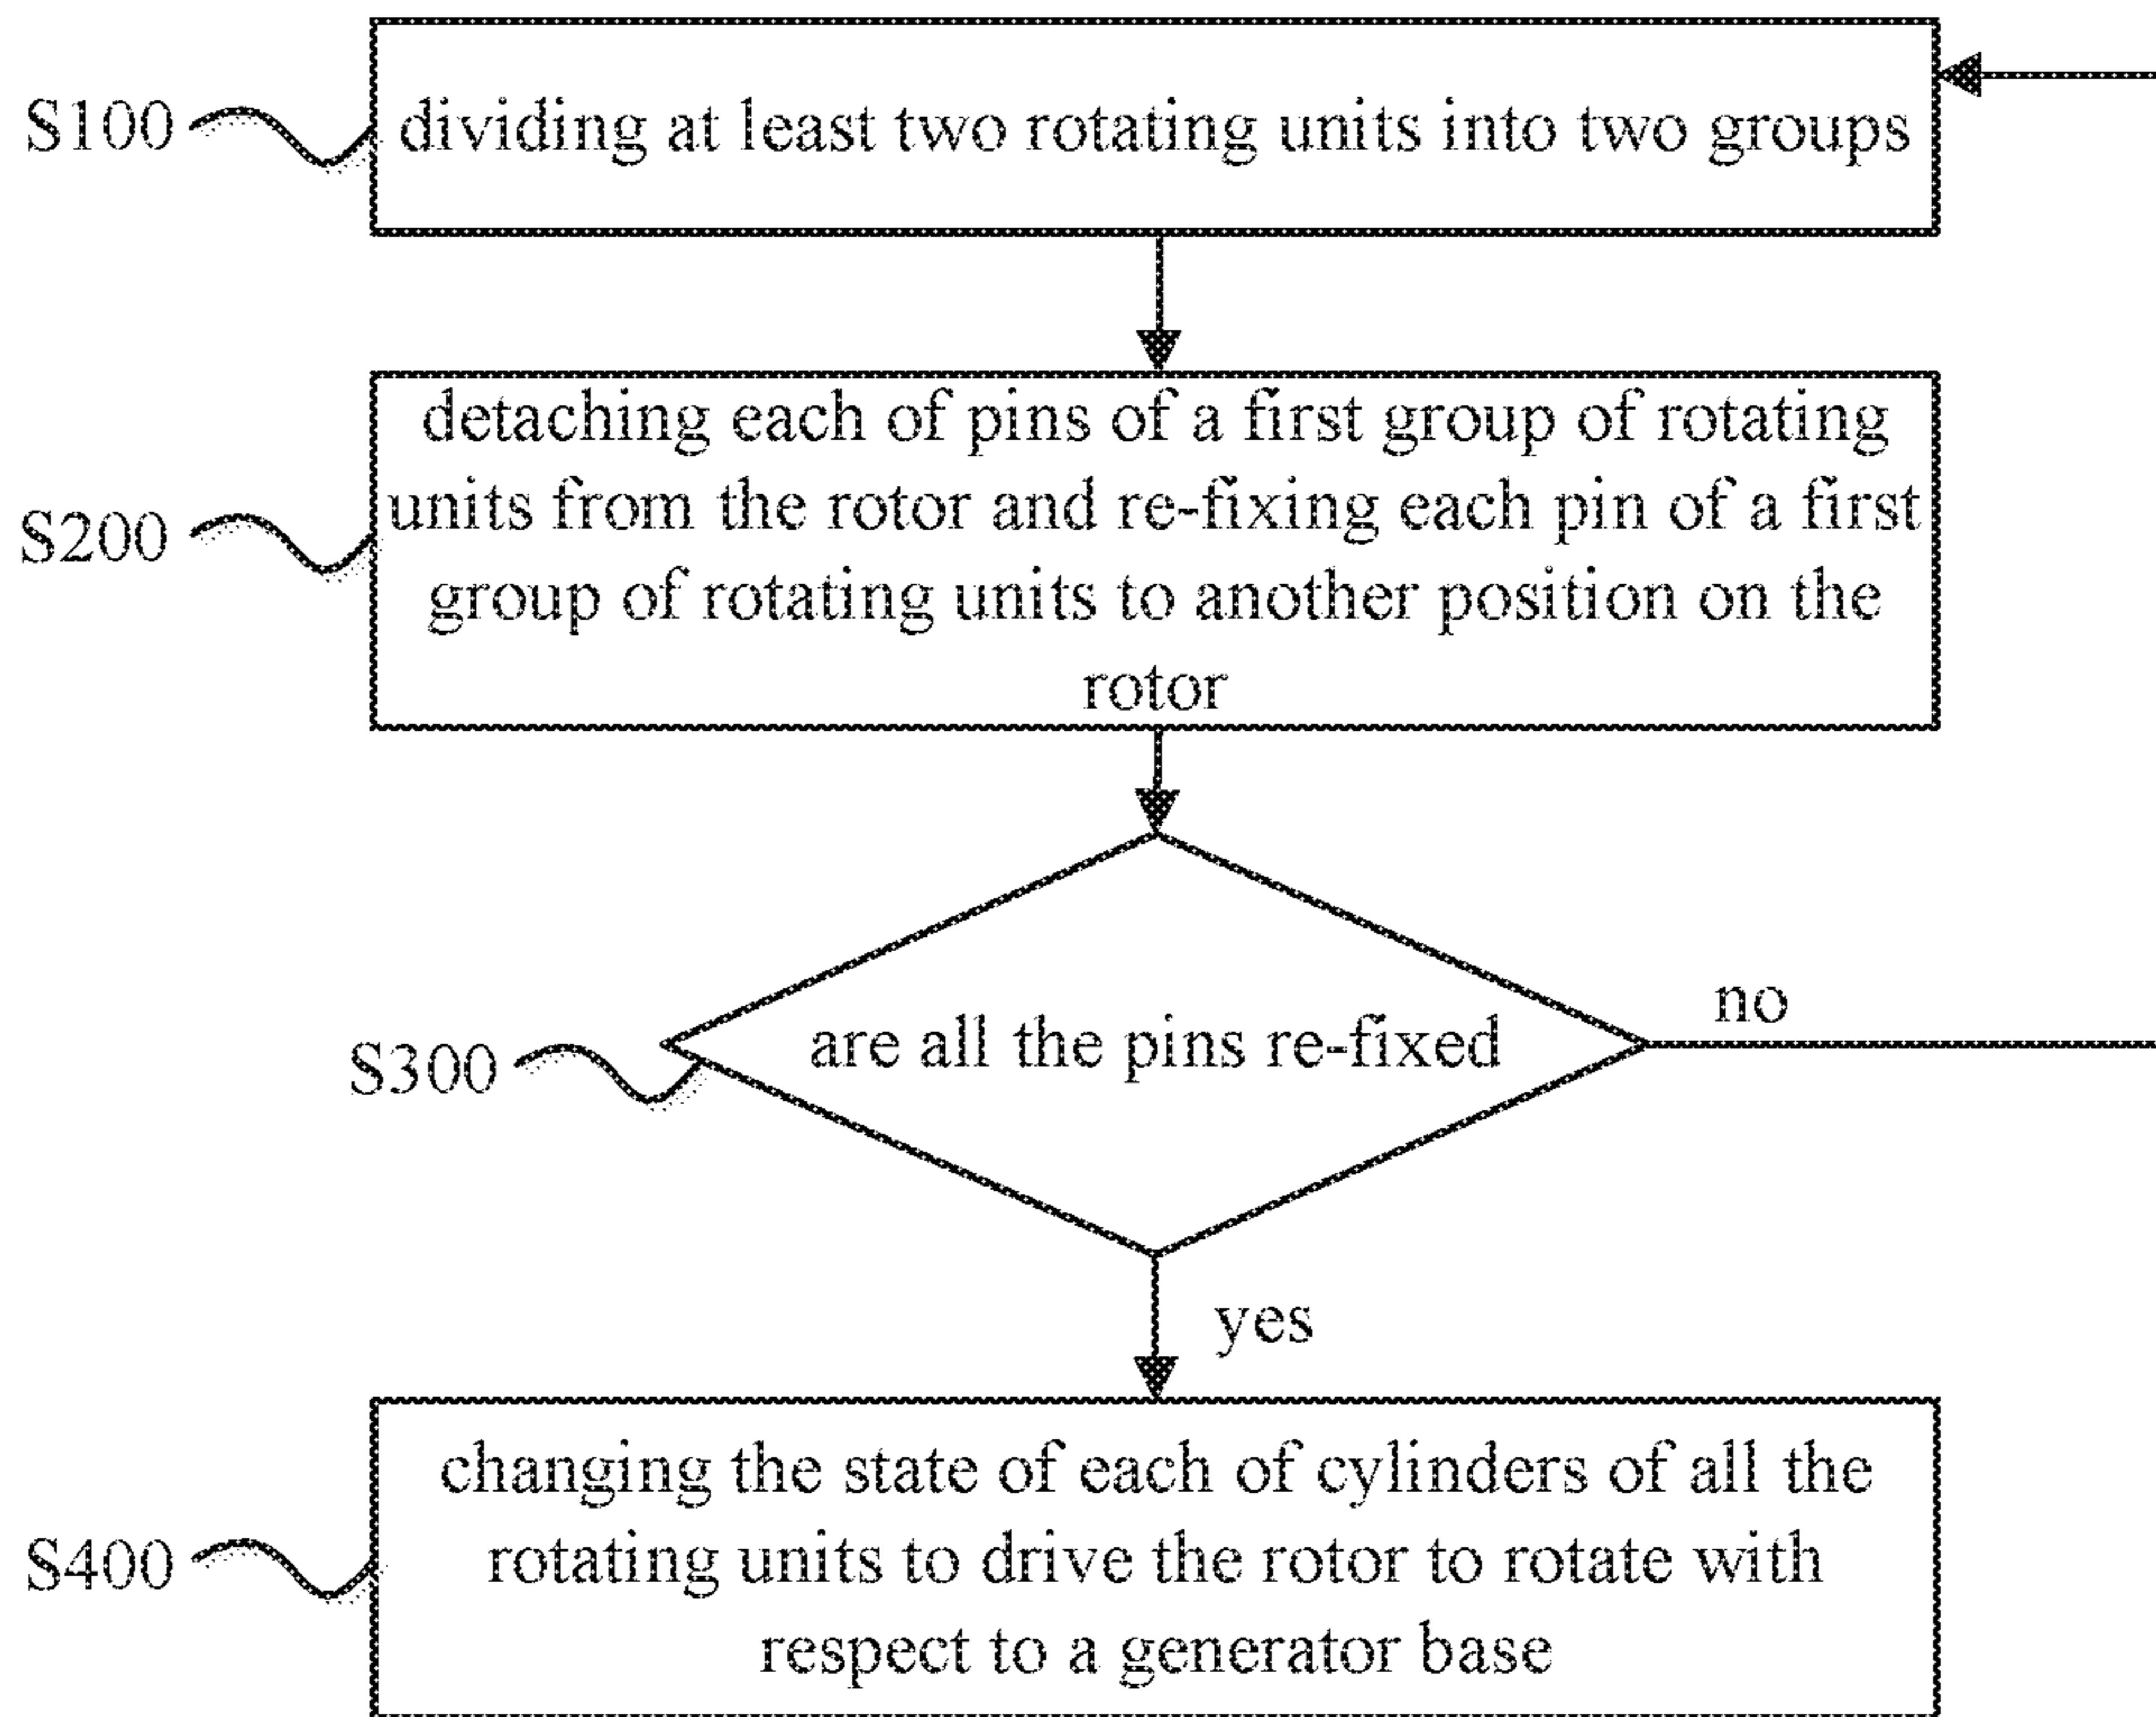 S100
dividing at least two rotating units into two groups
detaching each of pins of a first group of rotating
units from the rotor and re-fixing each pin of a first
S200
group of rotating units to another position on the
rotor
no
are all the pins re-fixed
S300
yes
changing the state of each of cylinders of all the
S400
rotating units to drive the rotor to rotate with
respect to a generator base